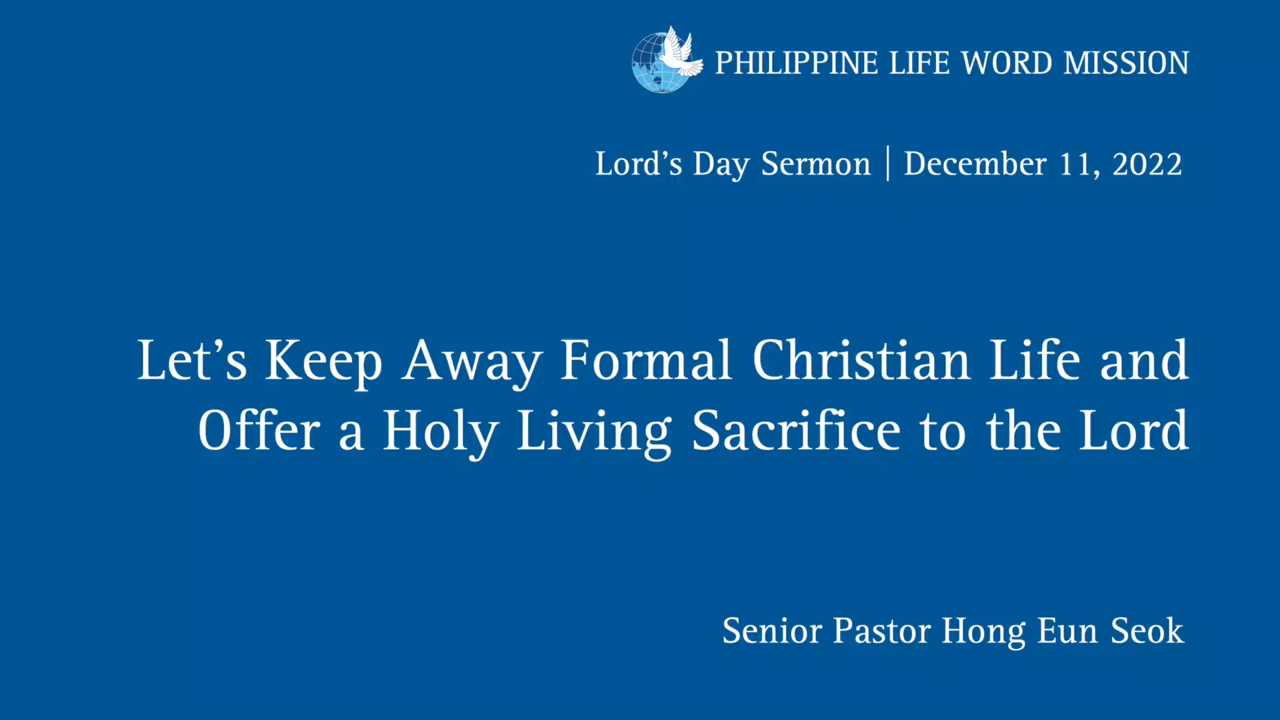 PHILIPPINE LIFE WORD MISSION
Lord's Day Sermon | December 11, 2022
Let's Keep Away Formal Christian Life and
Offer a Holy Living Sacrifice to the Lord
Senior Pastor Hong Eun Seok